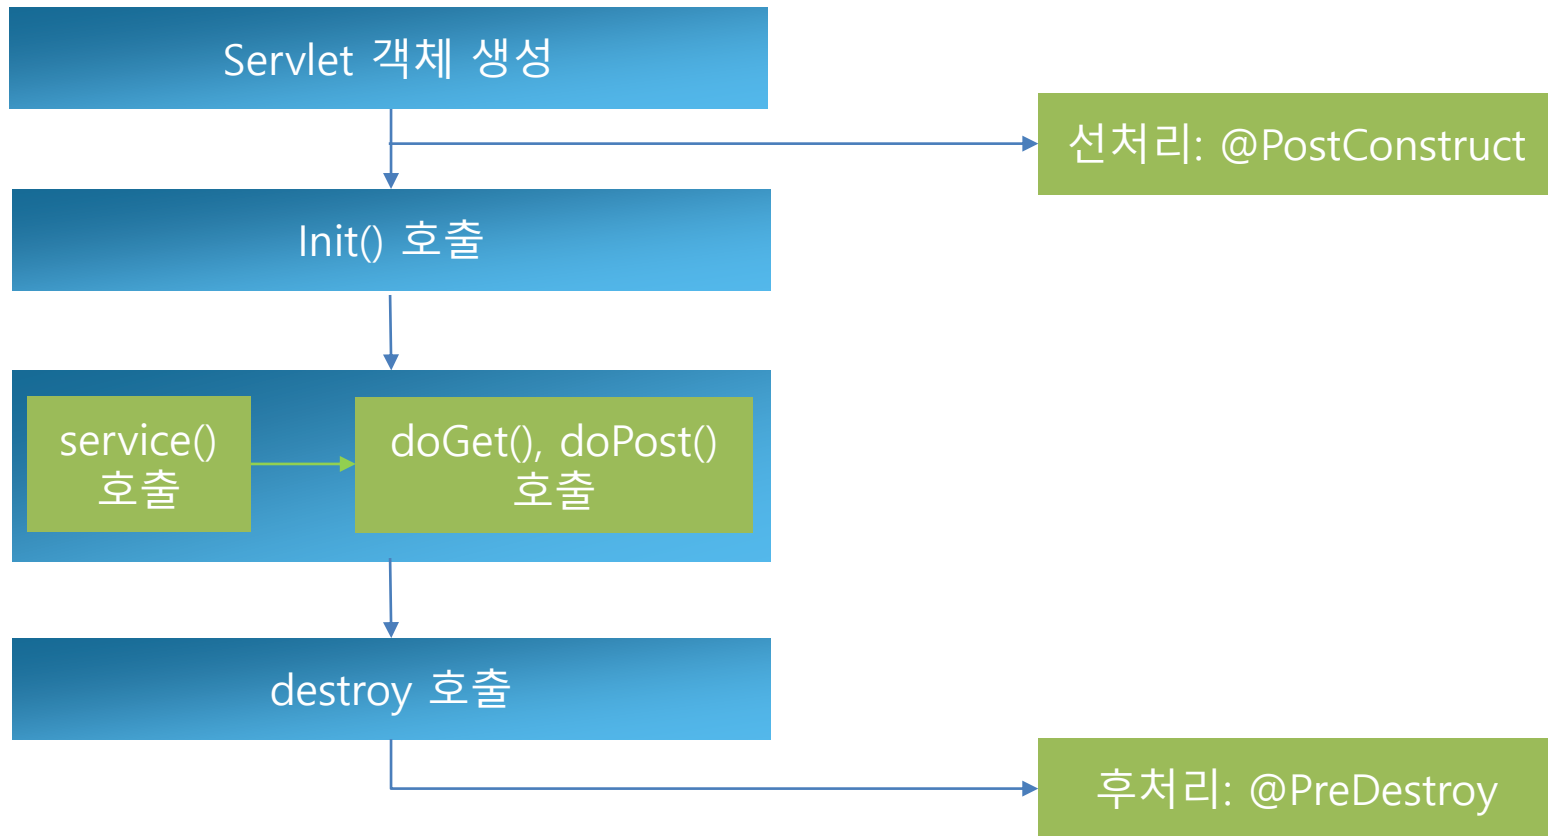 Servlet 객체 생성
선처리: @PostConstruct
Init() 호출
service()
호출
doGet(), doPost()
호출
destroy 호출
후처리: @PreDestroy